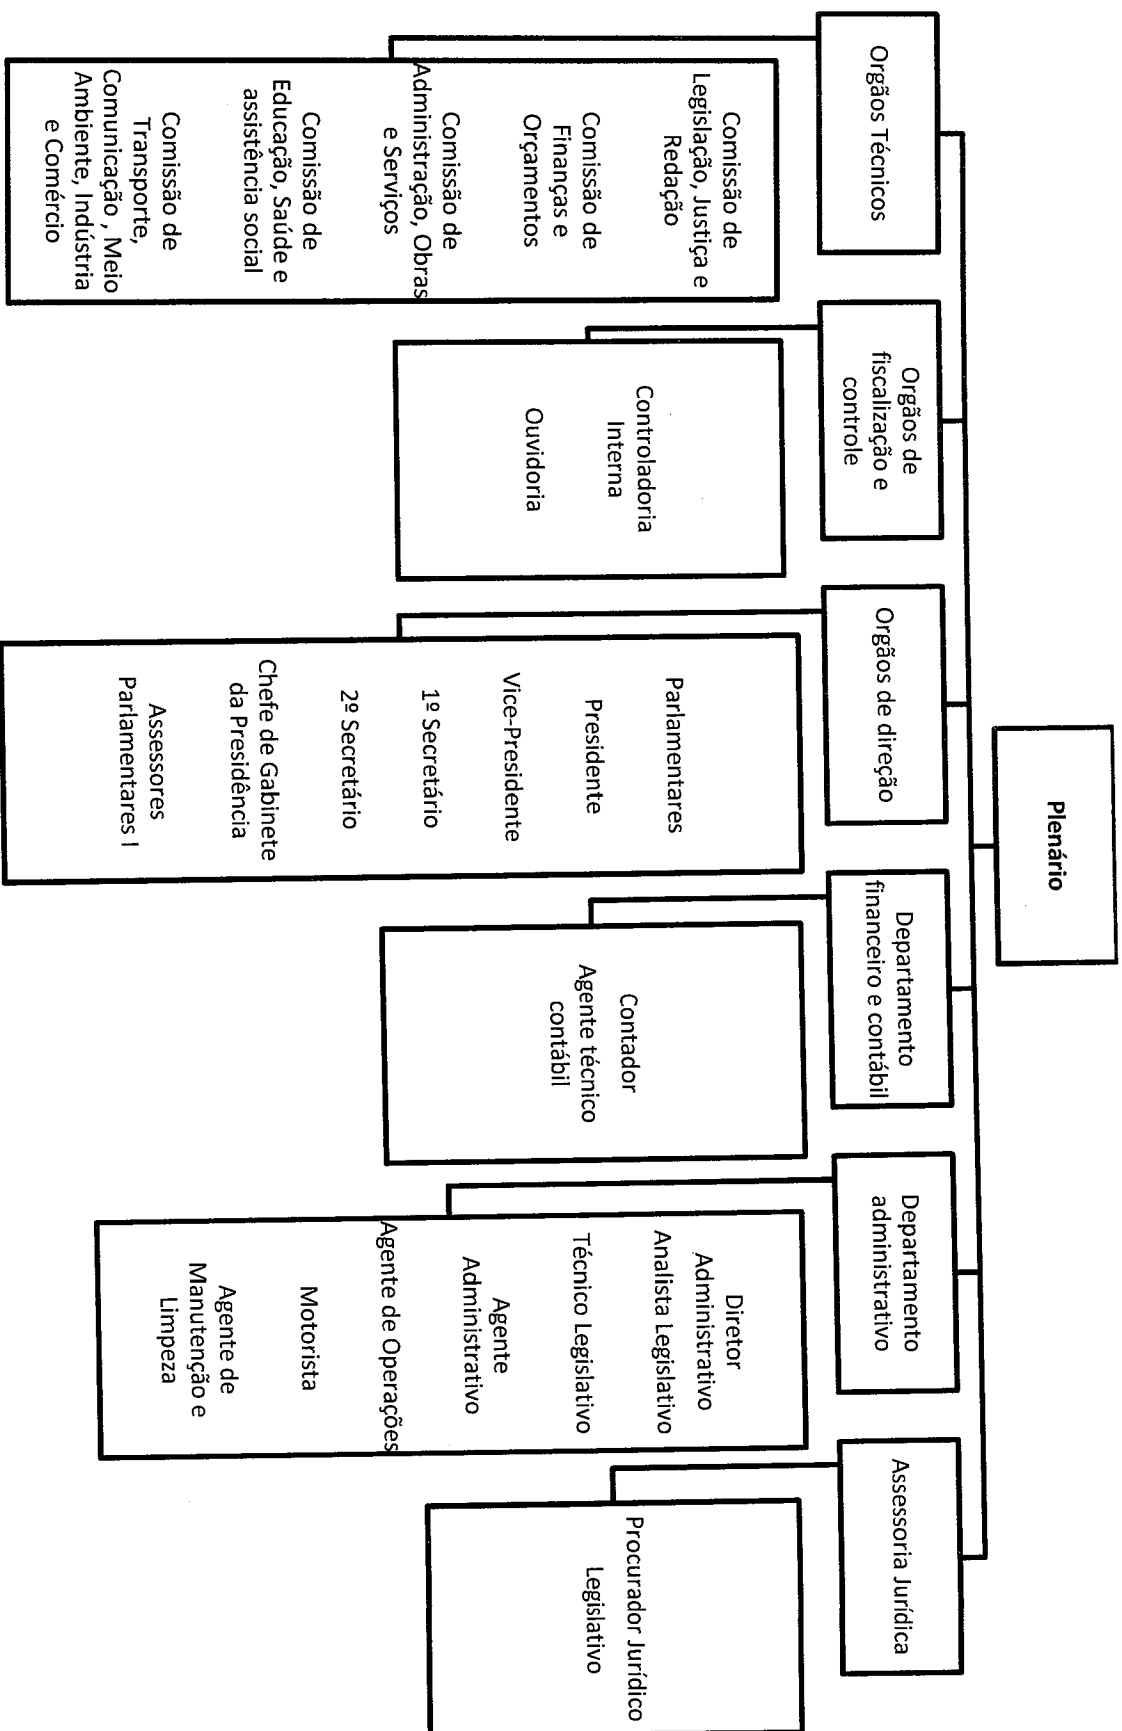 Plenário
Orgãos Técnicos
Comissão de
Legislação, Justiça e
Redação
Comissão de
Finanças e
Orçamentos
Comissão de
Administração, Obras
e Serviços
Comissão de
Educação, Saúde e
assistência social
Comissão de
Transporte,
Comunicação , Meio
Ambiente, Indústria
e Comércio
Orgãos de
fiscalização e
controle
Controladoria
Interna
Ouvidoria
Orgãos de direção
Parlamentares
Presidente
Vice-Presidente
1º Secretário
2º Secretário
Chefe de Gabinete
da Presidência
Assessores
Parlamentares I
Departamento
financeiro e contábil
Contador
Agente técnico
contábil
Departamento
administrativo
Diretor
Administrativo
Analista Legislativo
Técnico Legislativo
Agente
Administrativo
Agente de Operações
Motorista
Agente de
Manutenção e
Limpeza
Assessoria Jurídica
Procurador Jurídico
Legislativo